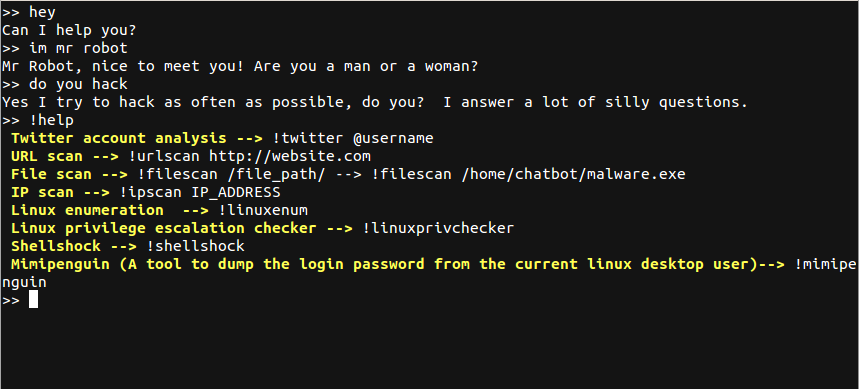 >> hey
Can I help you?
>> im mr robot
Mr Robot, nice to meet you! Are you a man or a woman?
>> do you hack
Yes I try to hack as often as possible, do you?  I answer a lot of silly questions.
>> !help
 Twitter account analysis --> !twitter @username
 URL scan --> !urlscan http://website.com
 File scan --> !filescan /file_path/ --> !filescan /home/chatbot/malware.exe
 IP scan --> !ipscan IP_ADDRESS
 Linux enumeration  --> !linuxenum
 Linux privilege escalation checker --> !linuxprivchecker
 Shellshock --> !shellshock
 Mimipenguin (A tool to dump the login password from the current linux desktop user)--> !mimipe
nguin
>>